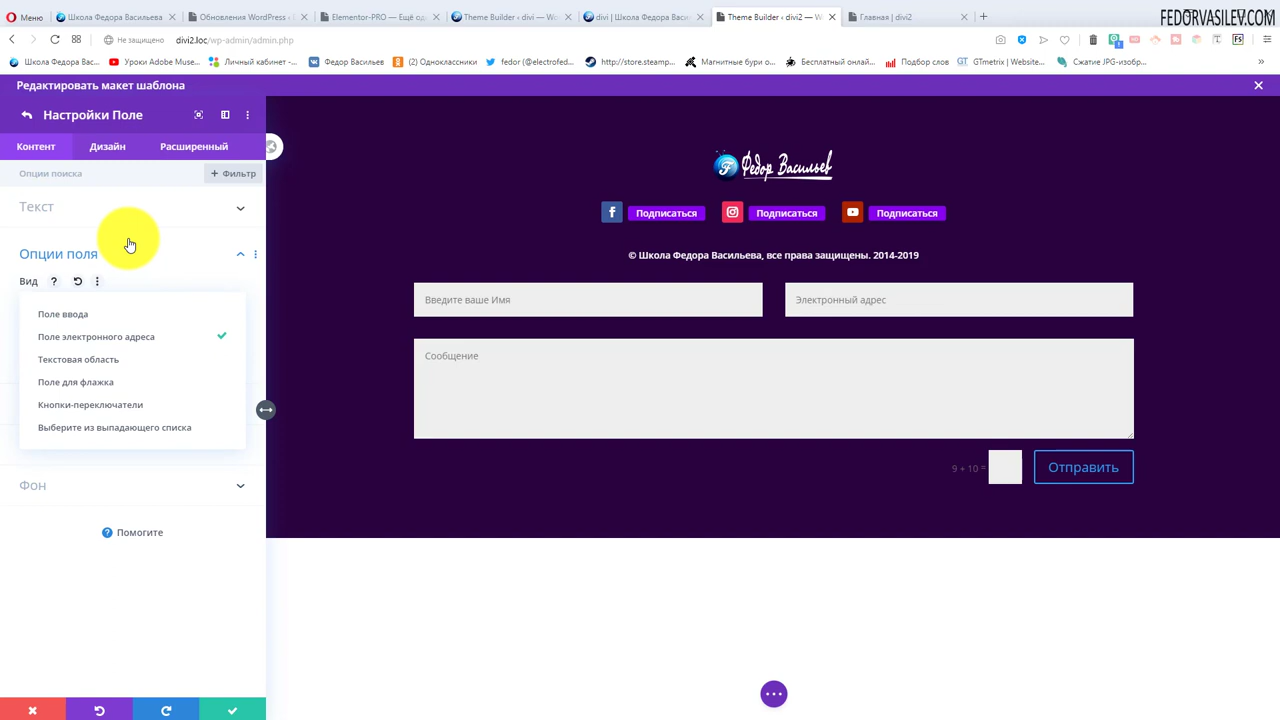 Меню
Школа Федора Васильева
Обновления WordPress ‹
Elementor-PRO — Ещё од
Theme Builder ‹ divi — Wo
divi | Школа Федора Васи
Theme Builder ‹ divi2 — W
Главная | divi2
FEDORVASILEV.COM
Не защищено
divi2.loc/wp-admin/admin.php
Школа Федора Вас...
Уроки Adobe Muse...
Личный кабинет -...
Федор Васильев
(2) Одноклассники
fedor (@electrofed...
http://store.steamp...
Магнитные бури о...
Бесплатный онлай...
Подбор слов
GTmetrix | Website...
Сжатие JPG-изобр...
Редактировать макет шаблона
Настройки Поле
Контент
Дизайн
Расширенный
Опции поиска
+ Фильтр
Текст
Опции поля
Вид
Поле ввода
Поле электронного адреса
Текстовая область
Поле для флажка
Кнопки-переключатели
Выберите из выпадающего списка
Фон
Помогите
Федор Васильев
Подписаться
Подписаться
Подписаться
© Школа Федора Васильева, все права защищены. 2014-2019
Введите ваше Имя
Электронный адрес
Сообщение
9 + 10 =
Отправить